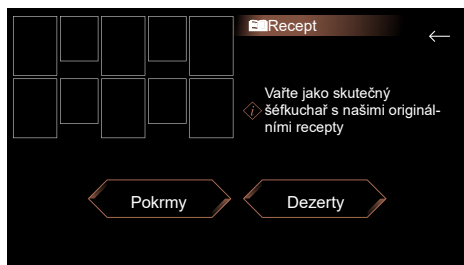 Recept
Vařte jako skutečný
šéfkuchař s našimi originál-
ními recepty
Pokrmy
Dezerty